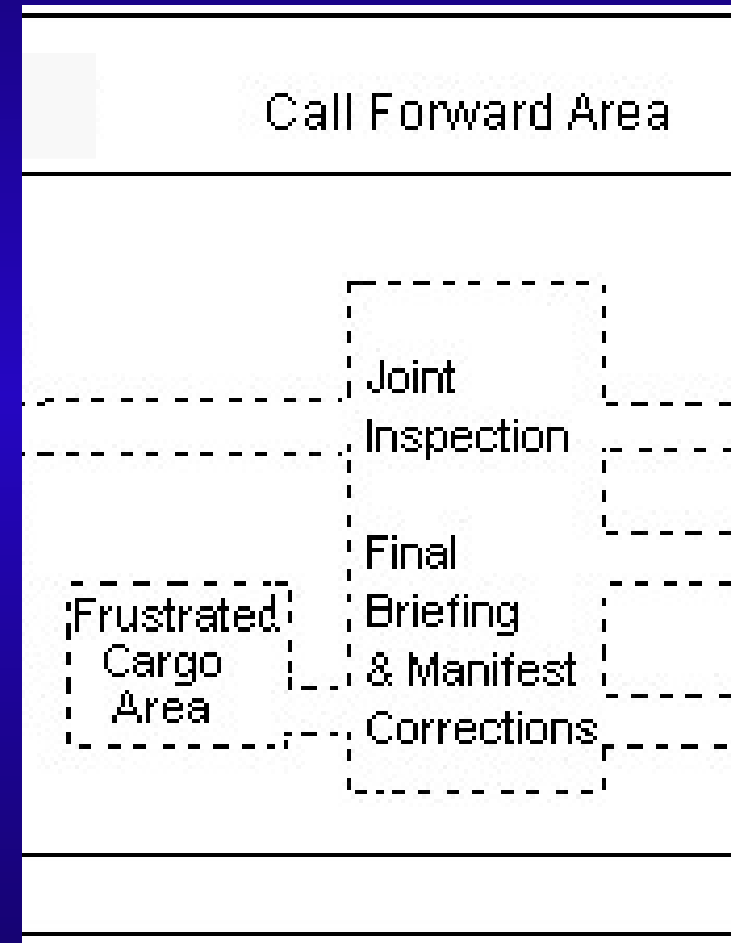 Call Forward Area
Joint
Inspection
Final
Briefing
& Manifest
Corrections
Frustrated
Cargo
Area